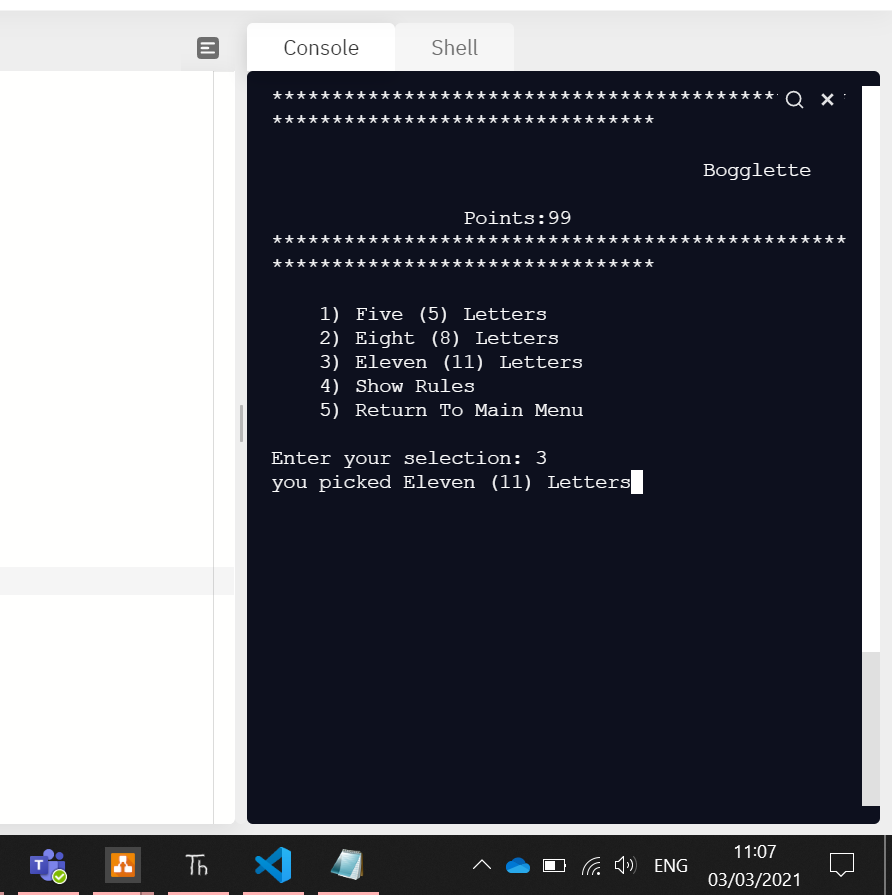 Console Shell
*******************************************
********************************
Bogglette
Points:99
************************************************
********************************
1) Five (5) Letters
2) Eight (8) Letters
3) Eleven (11) Letters
4) Show Rules
5) Return To Main Menu
Enter your selection: 3
you picked Eleven (11) Letters
T Th ENG 11:07
03/03/2021